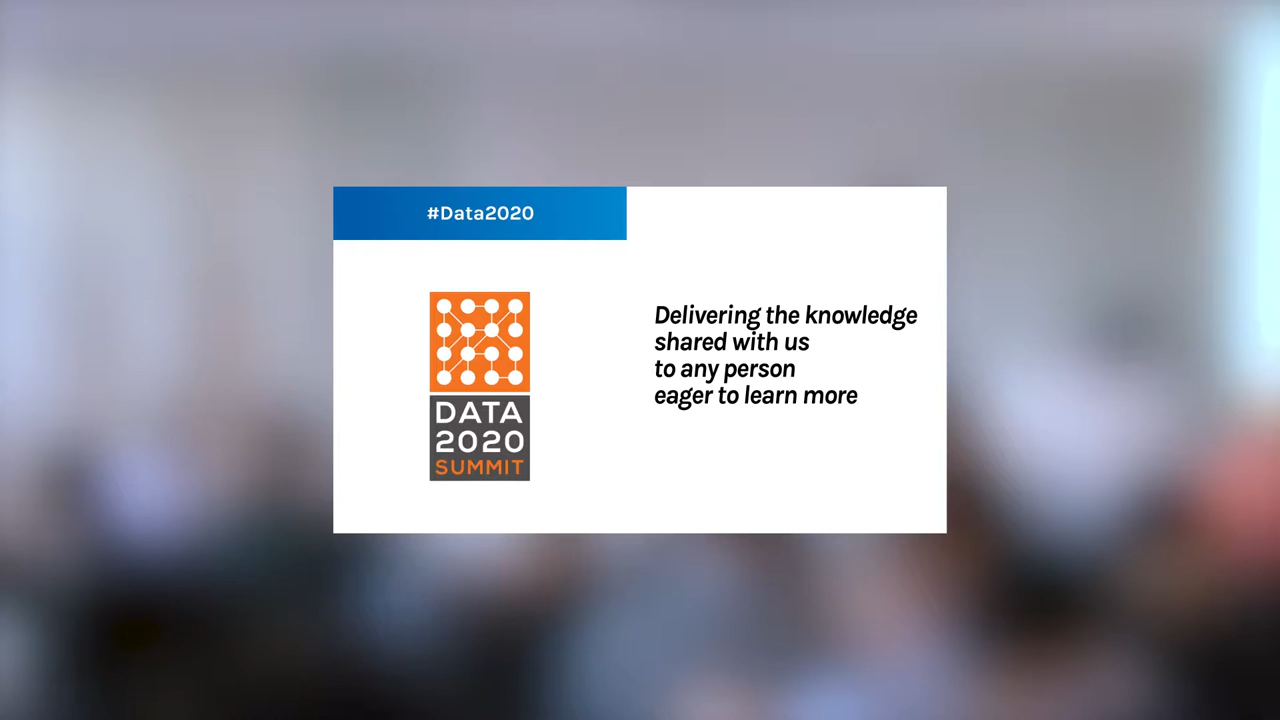 #Data2020
DATA
2020
SUMMIT
Delivering the knowledge
shared with us
to any person
eager to learn more